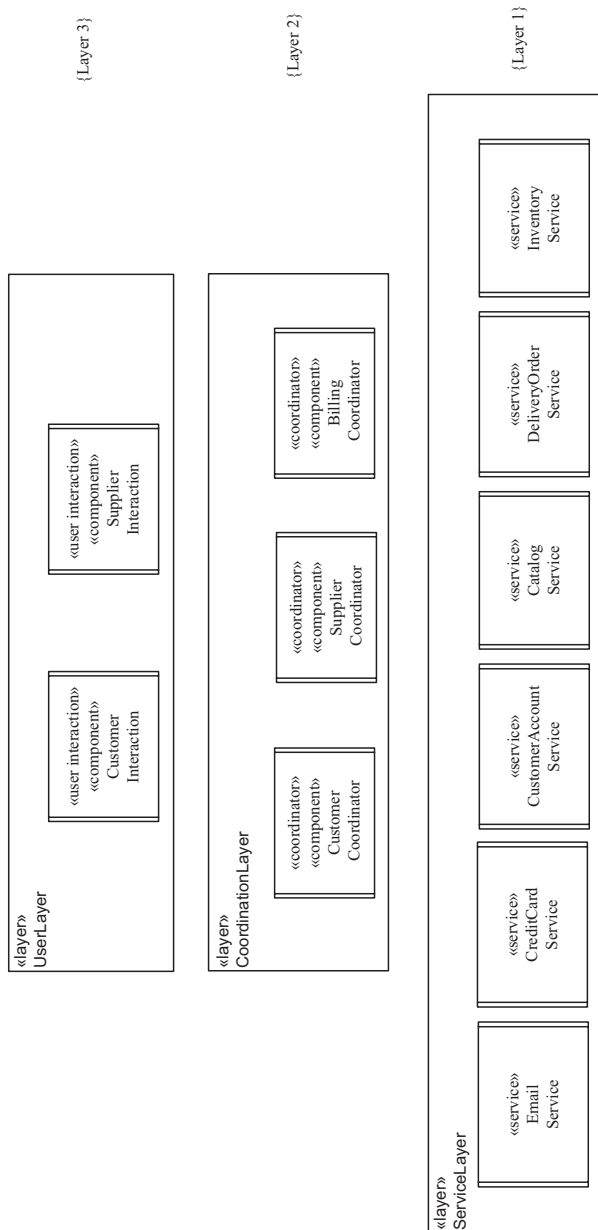 «layer»
UserLayer
«user interaction»
«component»
Customer
Interaction
«user interaction»
«component»
Supplier
Interaction
{Layer 3}
«layer»
CoordinationLayer
«coordinator»
«component»
Customer
Coordinator
«coordinator»
«component»
Supplier
Coordinator
«coordinator»
«component»
Billing
Coordinator
{Layer 2}
«layer»
ServiceLayer
«service»
Email
Service
«service»
CreditCard
Service
«service»
CustomerAccount
Service
«service»
Catalog
Service
«service»
DeliveryOrder
Service
«service»
Inventory
Service
{Layer 1}